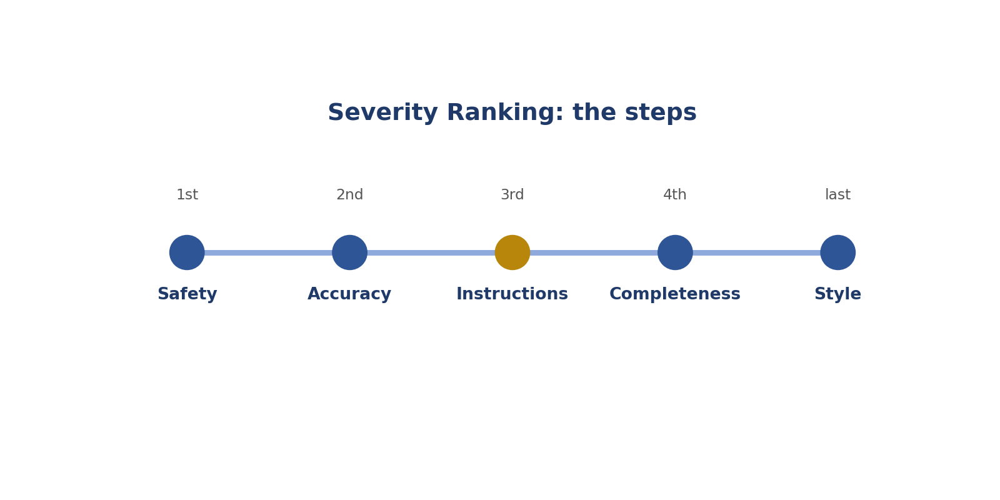 Severity Ranking: the steps
1st 2nd 3rd 4th last
Safety Accuracy Instructions Completeness Style